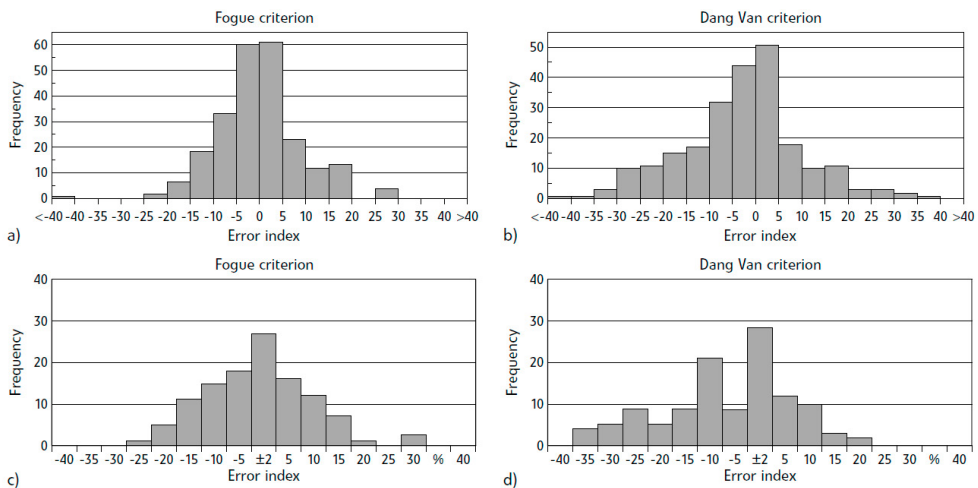 Fogue criterion
Frequency
60
50
40
30
20
10
0
<-40 -40 -35 -30 -25 -20 -15 -10 -5 0 5 10 15 20 25 30 40 >40
Error index
a)
Dang Van criterion
Frequency
50
40
30
20
10
0
<-40 -40 -35 -30 -25 -20 -15 -10 -5 0 5 10 15 20 25 30 35 40 >40
Error index
b)
Fogue criterion
Frequency
40
30
20
10
0
-40 -35 -30 -25 -20 -15 -10 -5 ±2 5 10 15 20 25 30 % 40
Error index
c)
Dang Van criterion
Frequency
40
30
20
10
0
-40 -35 -30 -25 -20 -15 -10 -5 ±2 5 10 15 20 25 30 % 40
Error index
d)